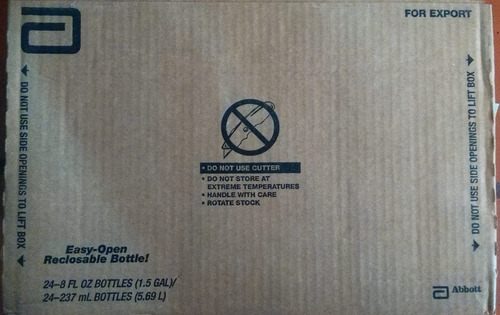 FOR EXPORT
DO NOT USE SIDE OPENINGS TO LIFT BOX
DO NOT USE SIDE OPENINGS TO LIFT BOX
• DO NOT USE CUTTER
• DO NOT STORE AT
EXTREME TEMPERATURES
• HANDLE WITH CARE
• ROTATE STOCK
Easy-Open
Reclosable Bottle!
24-8 FL OZ BOTTLES (1.5 GAL)/
24-237 mL BOTTLES (5.69 L)
Abbott